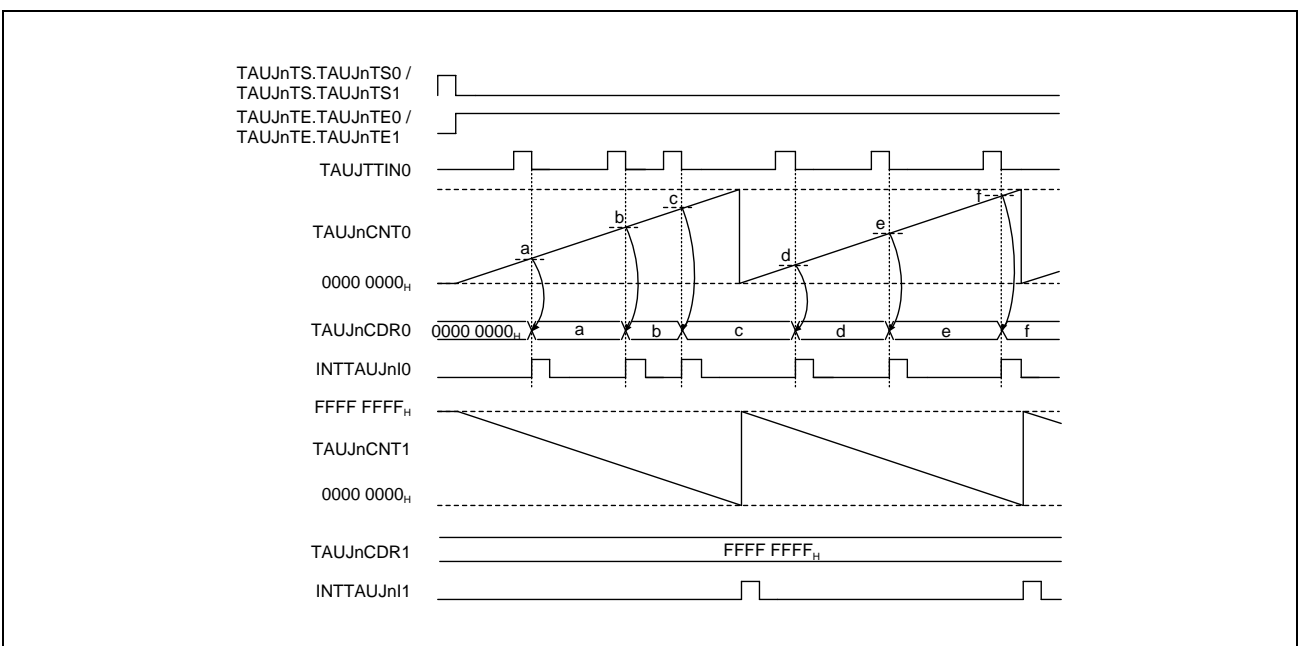 TAUJnTS.TAUJnTS0 /
TAUJnTS.TAUJnTS1
TAUJnTE.TAUJnTE0 /
TAUJnTE.TAUJnTE1
TAUJTTIN0
TAUJnCNT0
a
b
c
d
e
f
0000 0000H
TAUJnCDR0
0000 0000H
a
b
c
d
e
f
INTTAUJnI0
FFFF FFFFH
TAUJnCNT1
0000 0000H
TAUJnCDR1
FFFF FFFFH
INTTAUJnI1